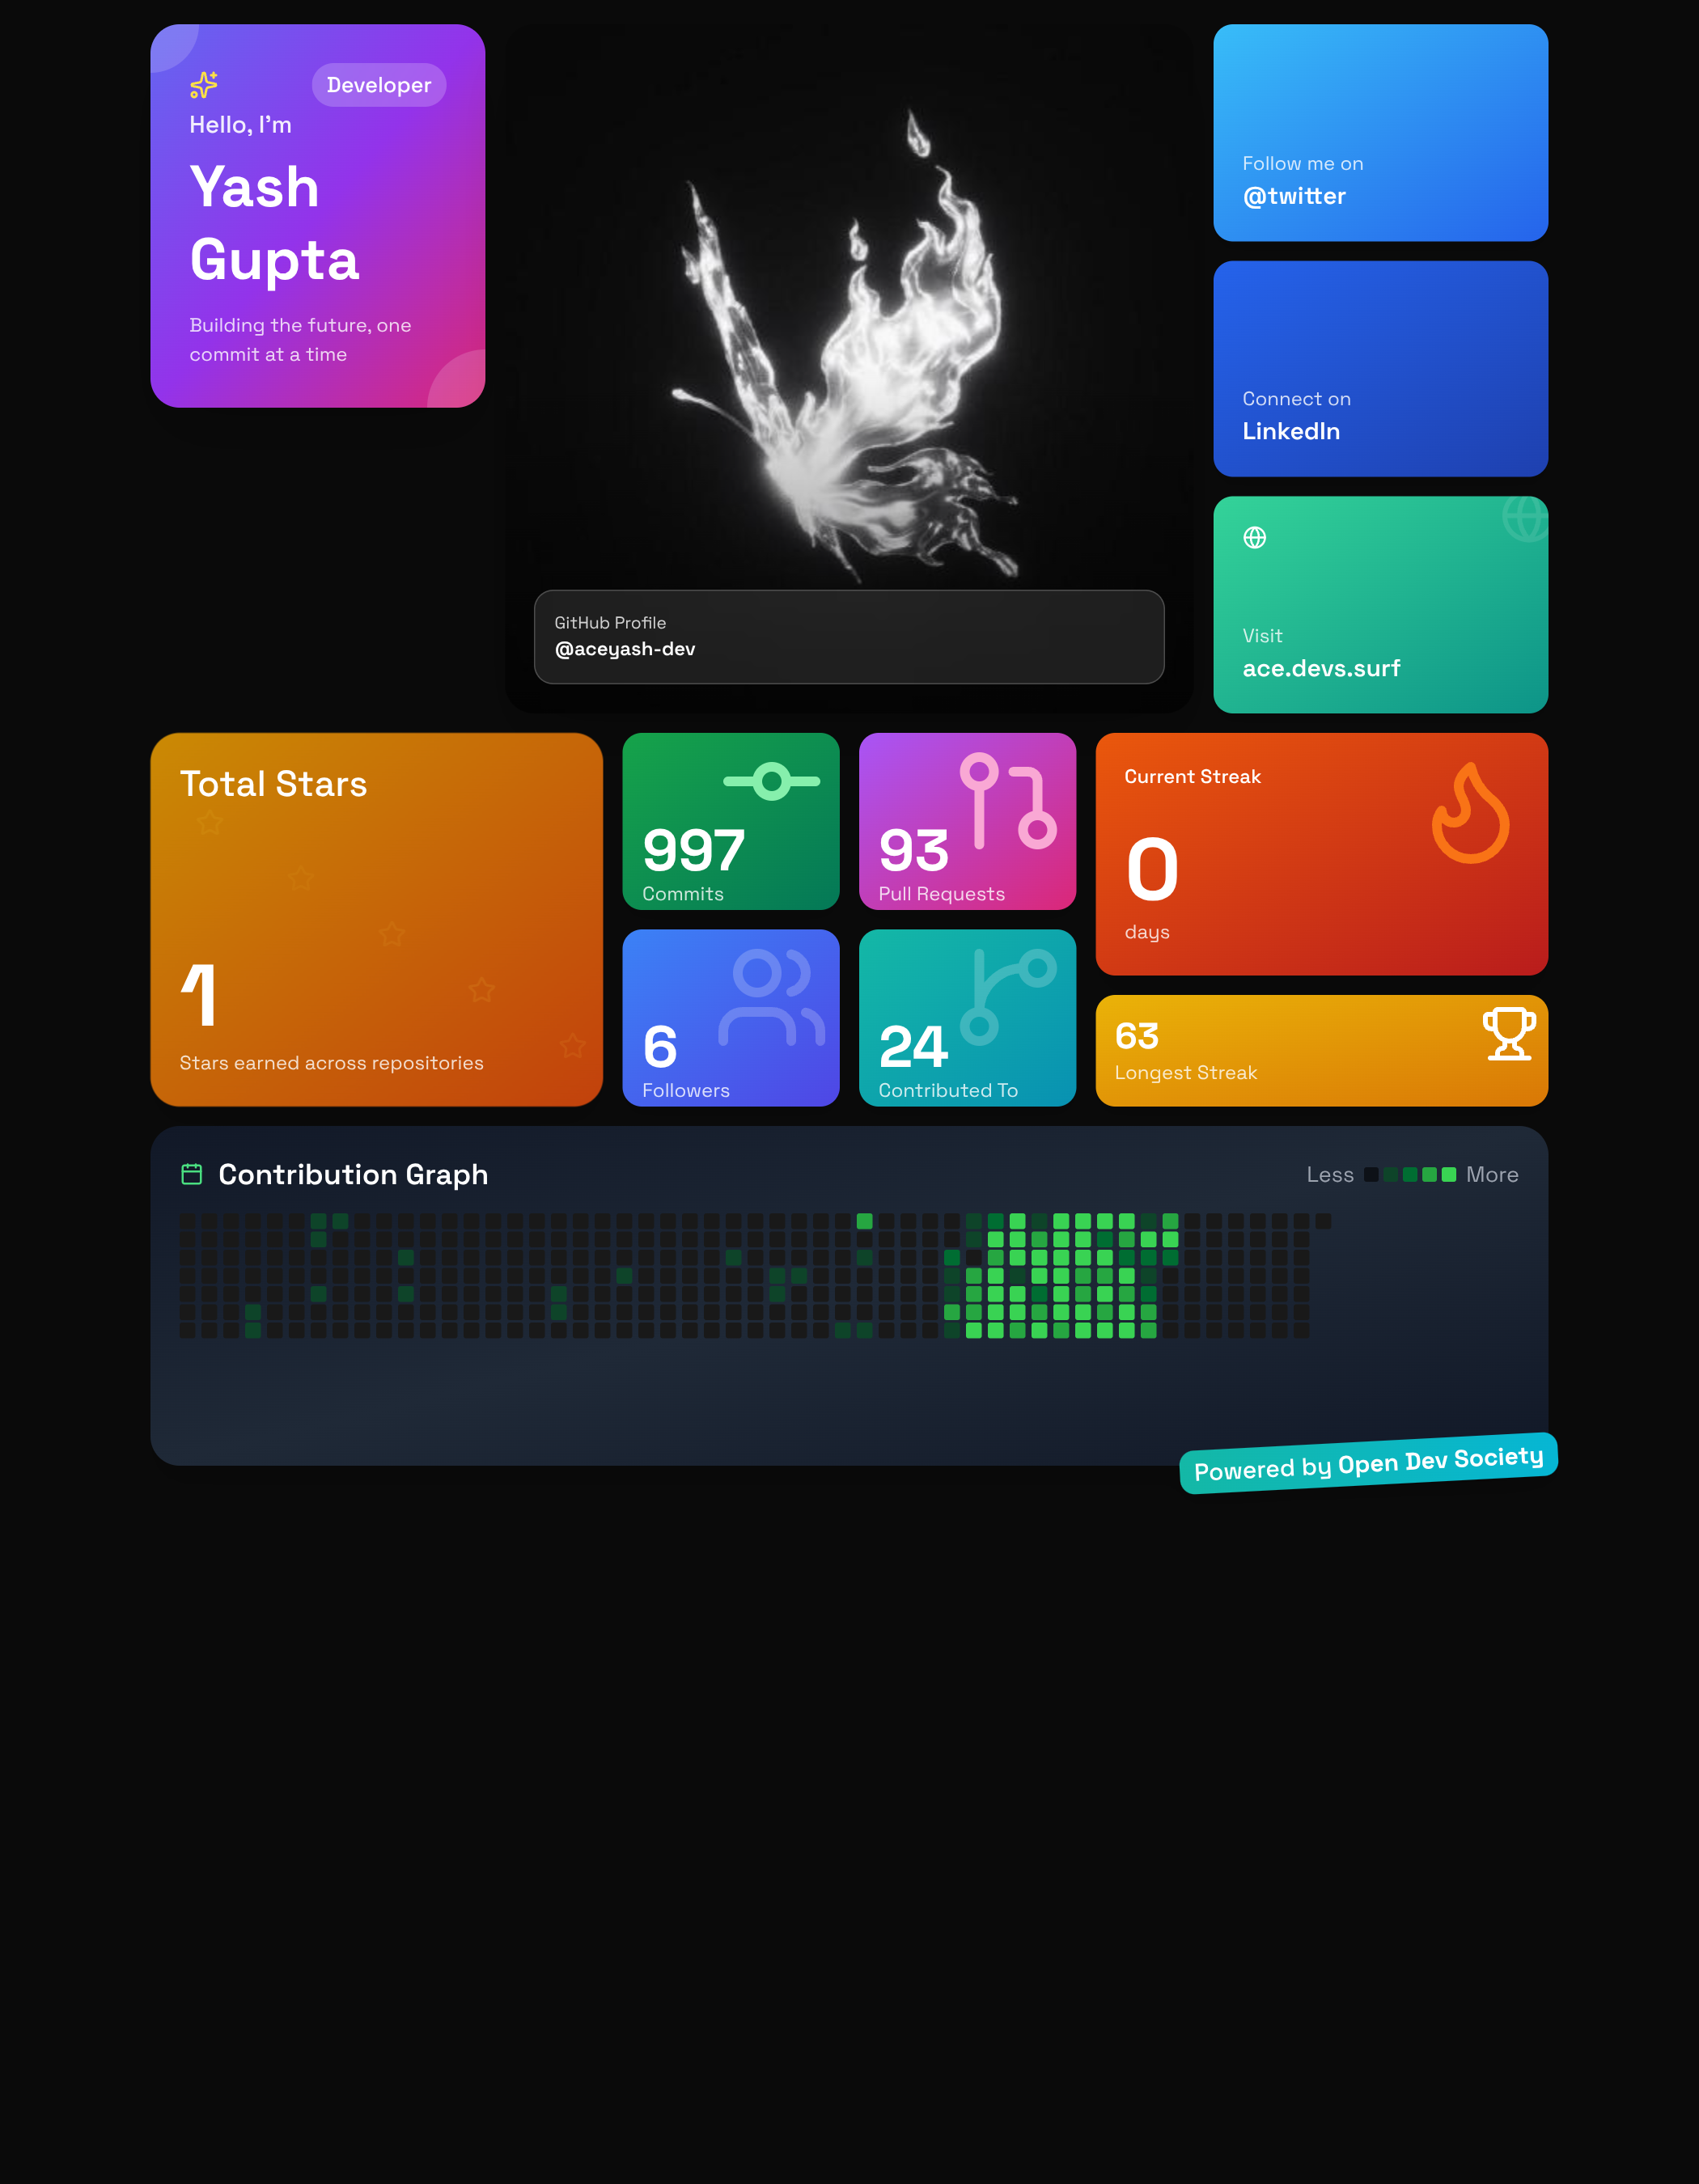 Developer
Hello, I'm
Yash
Gupta
Building the future, one
commit at a time
GitHub Profile
@aceyash-dev
Follow me on
@twitter
Connect on
LinkedIn
Visit
ace.devs.surf
Total Stars
1
Stars earned across repositories
997
Commits
93
Pull Requests
6
Followers
24
Contributed To
Current Streak
0
days
63
Longest Streak
Contribution Graph
Less More
Powered by Open Dev Society